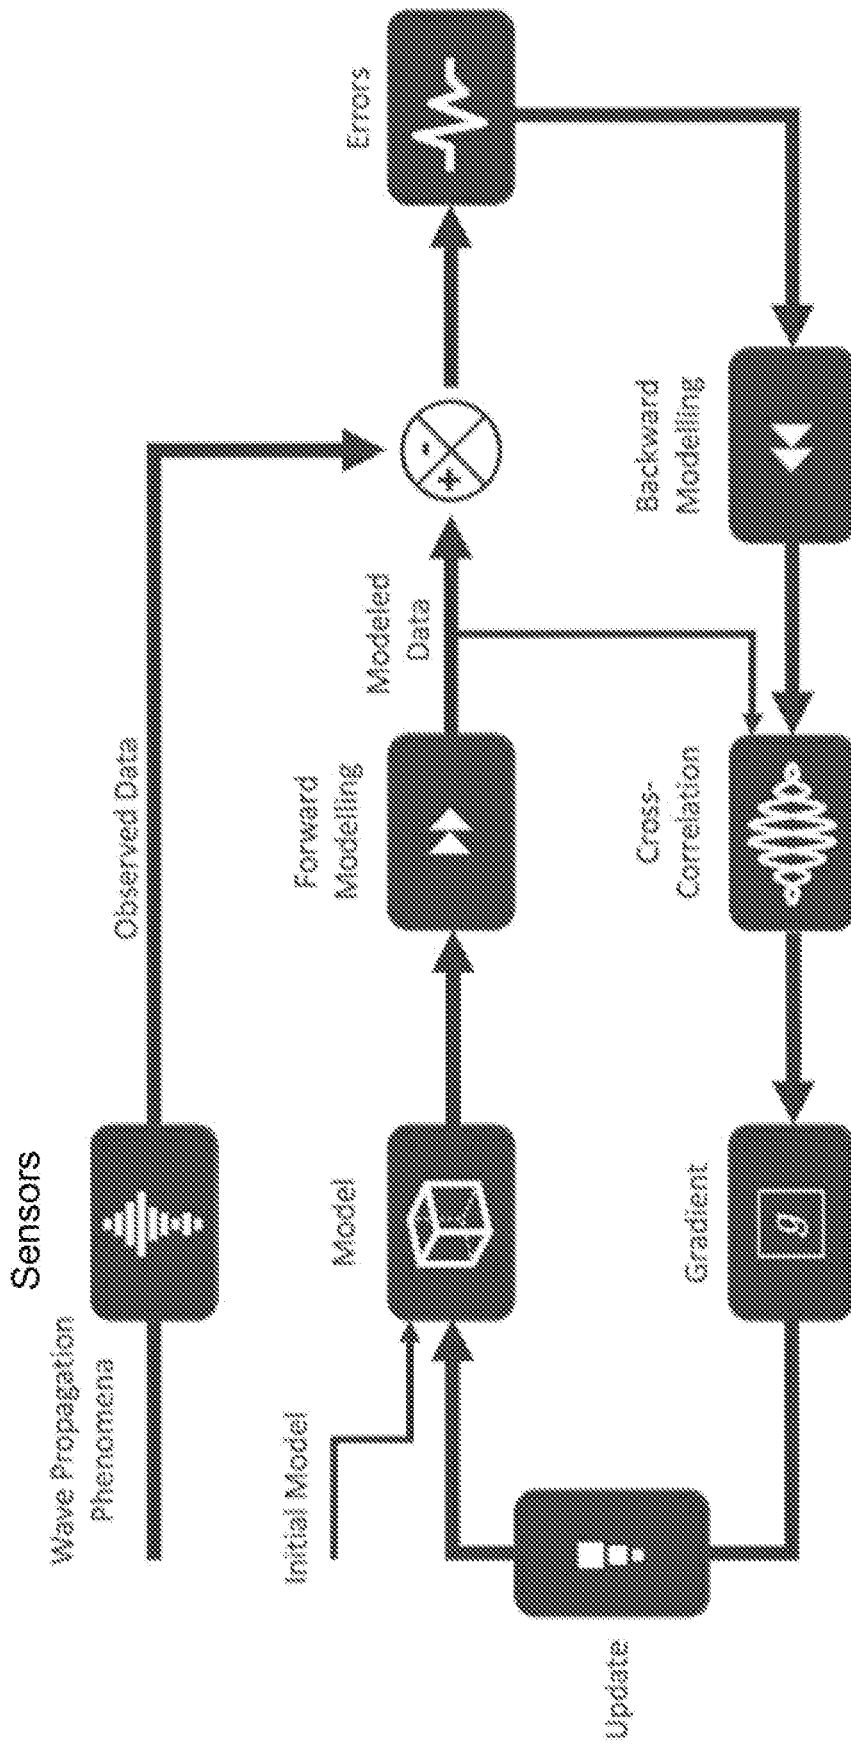 Sensors
Wave Propagation
Phenomena
Observed Data
Initial Model
Model
Forward
Modelling
Modeled
Data
+
-
Errors
Update
Gradient
g
Cross-
Correlation
Backward
Modelling